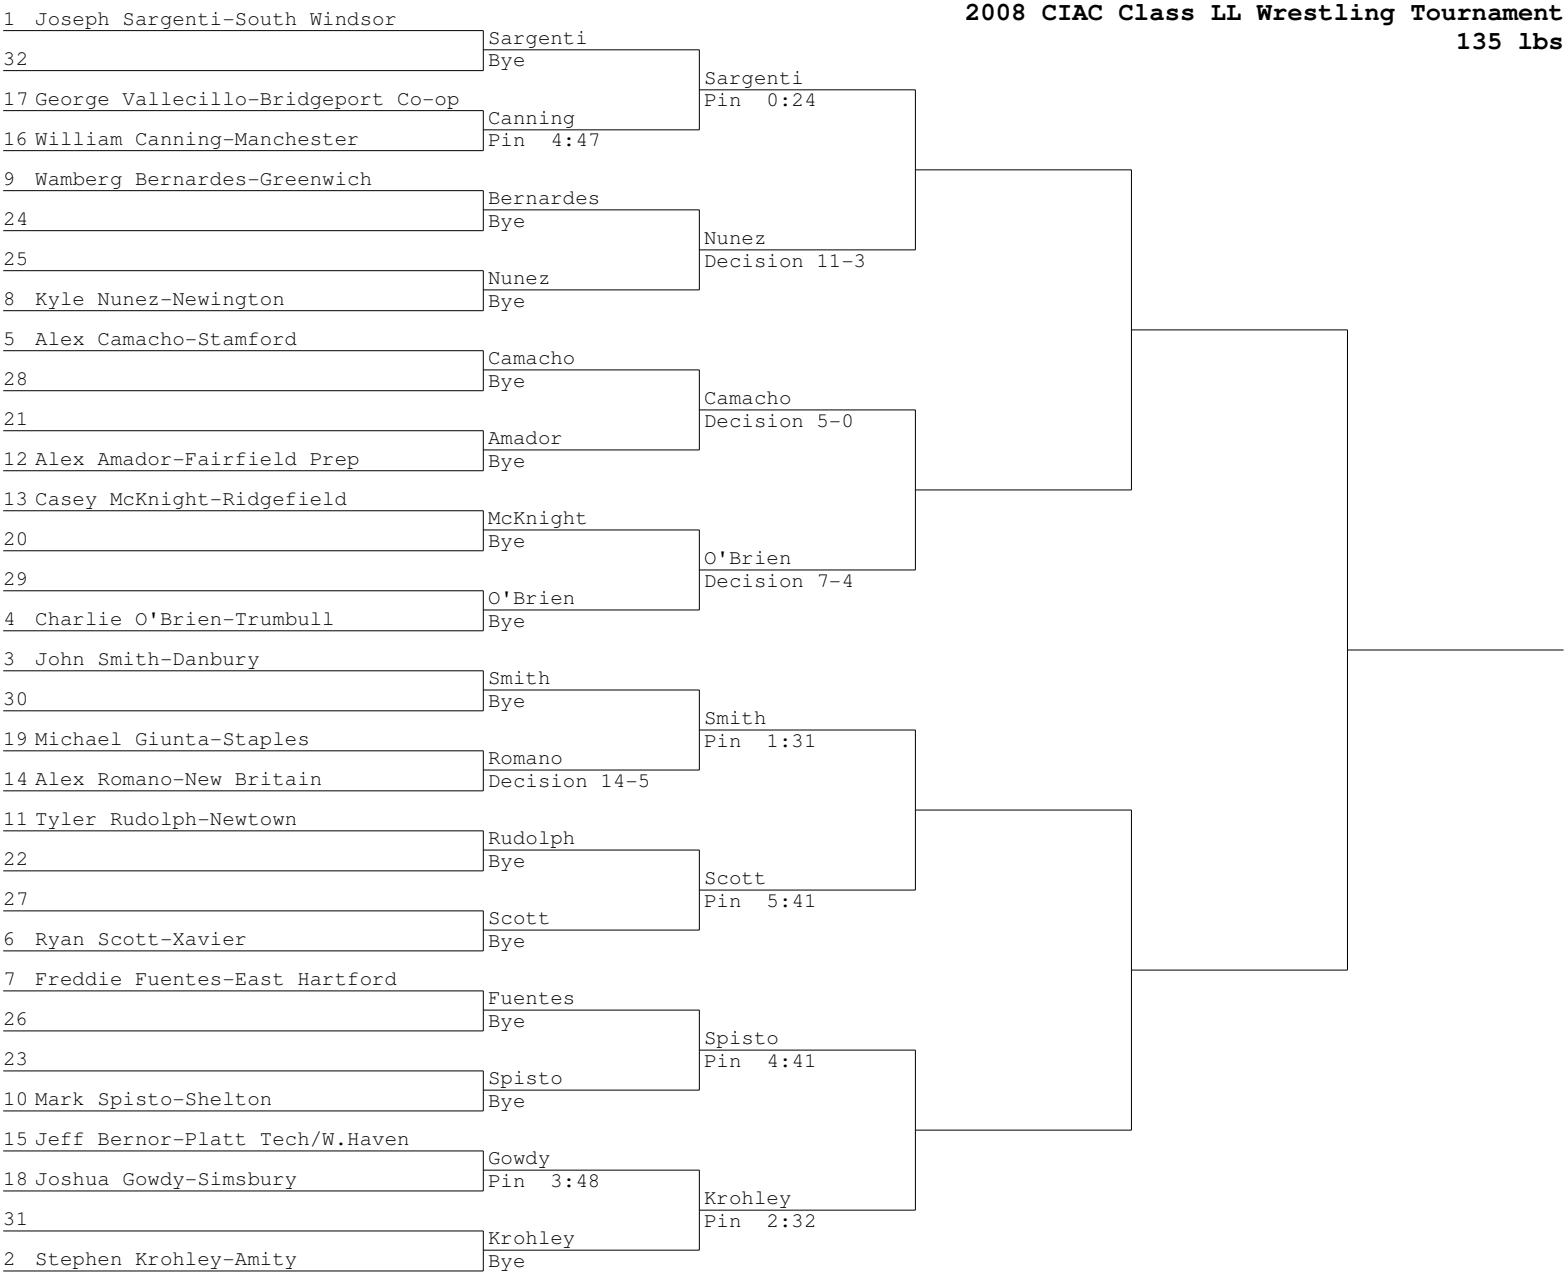 2008 CIAC Class LL Wrestling Tournament
135 lbs
1 Joseph Sargenti-South Windsor
32
17 George Vallecillo-Bridgeport Co-op
16 William Canning-Manchester
9 Wamberg Bernardes-Greenwich
24
25
8 Kyle Nunez-Newington
5 Alex Camacho-Stamford
28
21
12 Alex Amador-Fairfield Prep
13 Casey McKnight-Ridgefield
20
29
4 Charlie O'Brien-Trumbull
3 John Smith-Danbury
30
19 Michael Giunta-Staples
14 Alex Romano-New Britain
11 Tyler Rudolph-Newtown
22
27
6 Ryan Scott-Xavier
7 Freddie Fuentes-East Hartford
26
23
10 Mark Spisto-Shelton
15 Jeff Bernor-Platt Tech/W.Haven
18 Joshua Gowdy-Simsbury
31
2 Stephen Krohley-Amity
Sargenti
Bye
Canning
Pin 4:47
Bernardes
Bye
Nunez
Bye
Camacho
Bye
Amador
Bye
McKnight
Bye
O'Brien
Bye
Smith
Bye
Romano
Decision 14-5
Rudolph
Bye
Scott
Bye
Fuentes
Bye
Spisto
Bye
Gowdy
Pin 3:48
Krohley
Bye
Sargenti
Pin 0:24
Nunez
Decision 11-3
Camacho
Decision 5-0
O'Brien
Decision 7-4
Smith
Pin 1:31
Scott
Pin 5:41
Spisto
Pin 4:41
Krohley
Pin 2:32